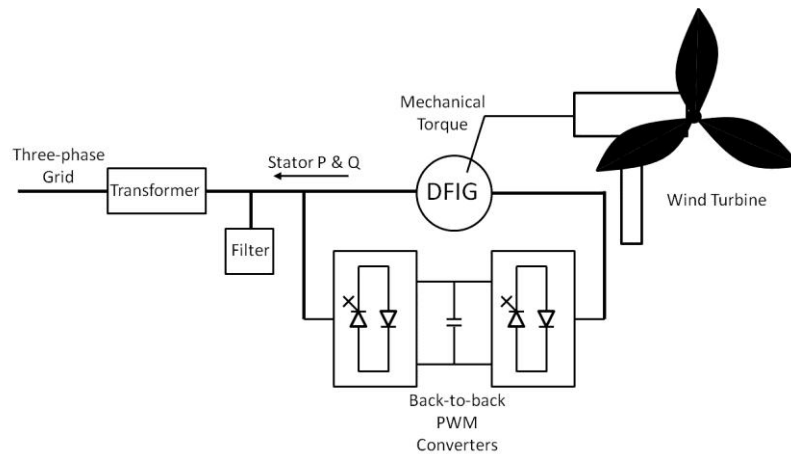 Mechanical
Torque
Three-phase
Grid
Transformer
Stator P & Q
DFIG
Wind Turbine
Filter
Back-to-back
PWM
Converters